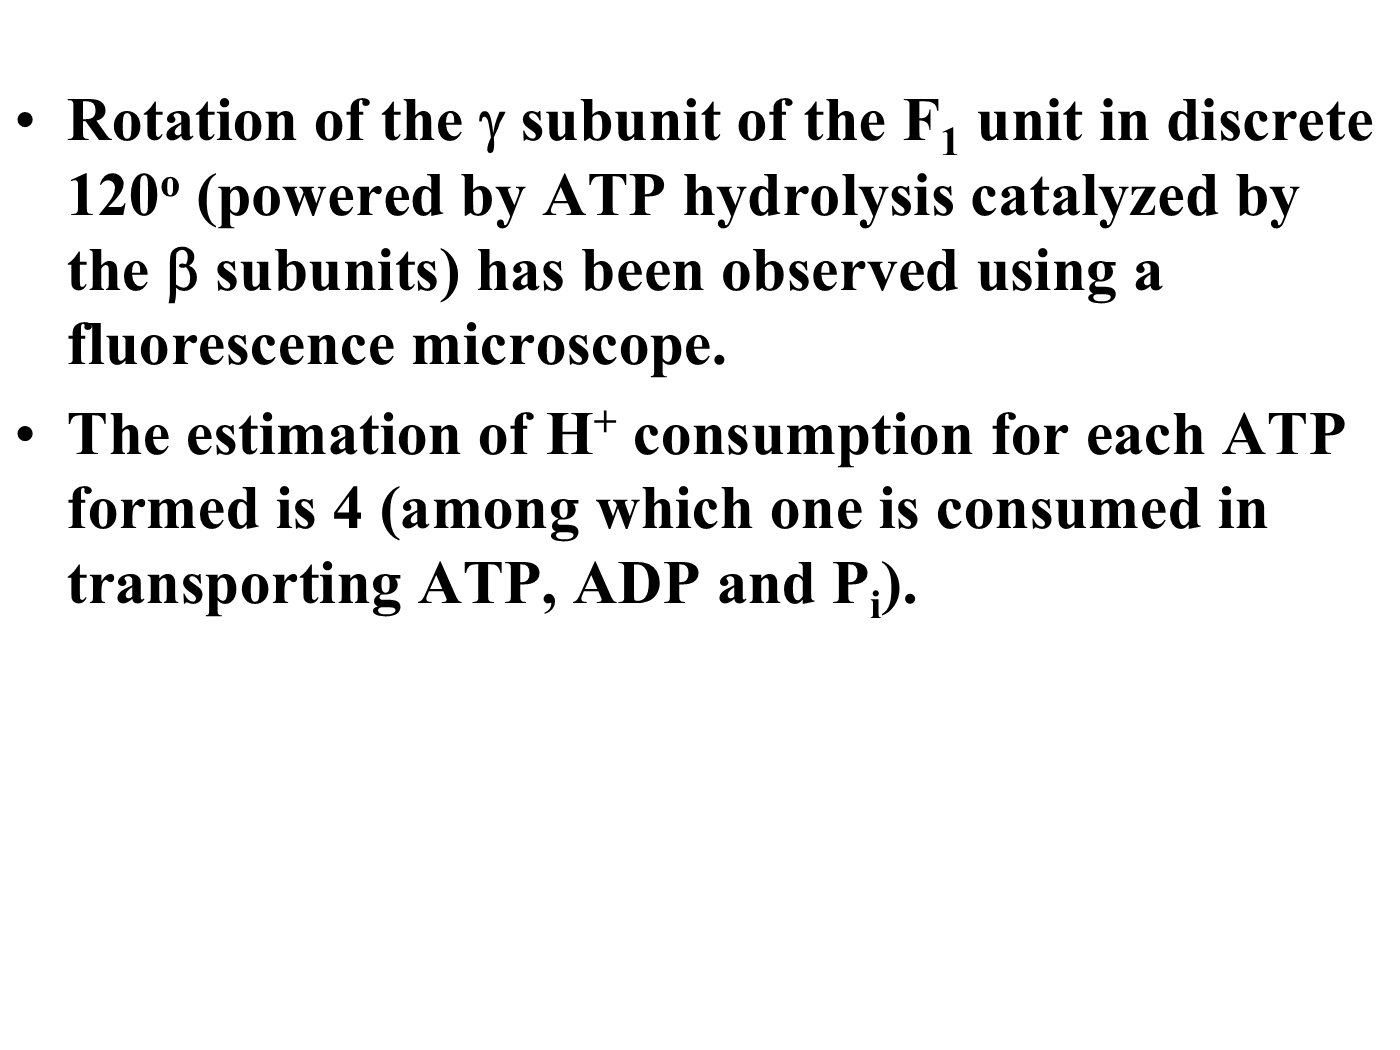 • Rotation of the γ subunit of the F₁ unit in discrete
120º (powered by ATP hydrolysis catalyzed by
the β subunits) has been observed using a
fluorescence microscope.
• The estimation of H⁺ consumption for each ATP
formed is 4 (among which one is consumed in
transporting ATP, ADP and Pᵢ).